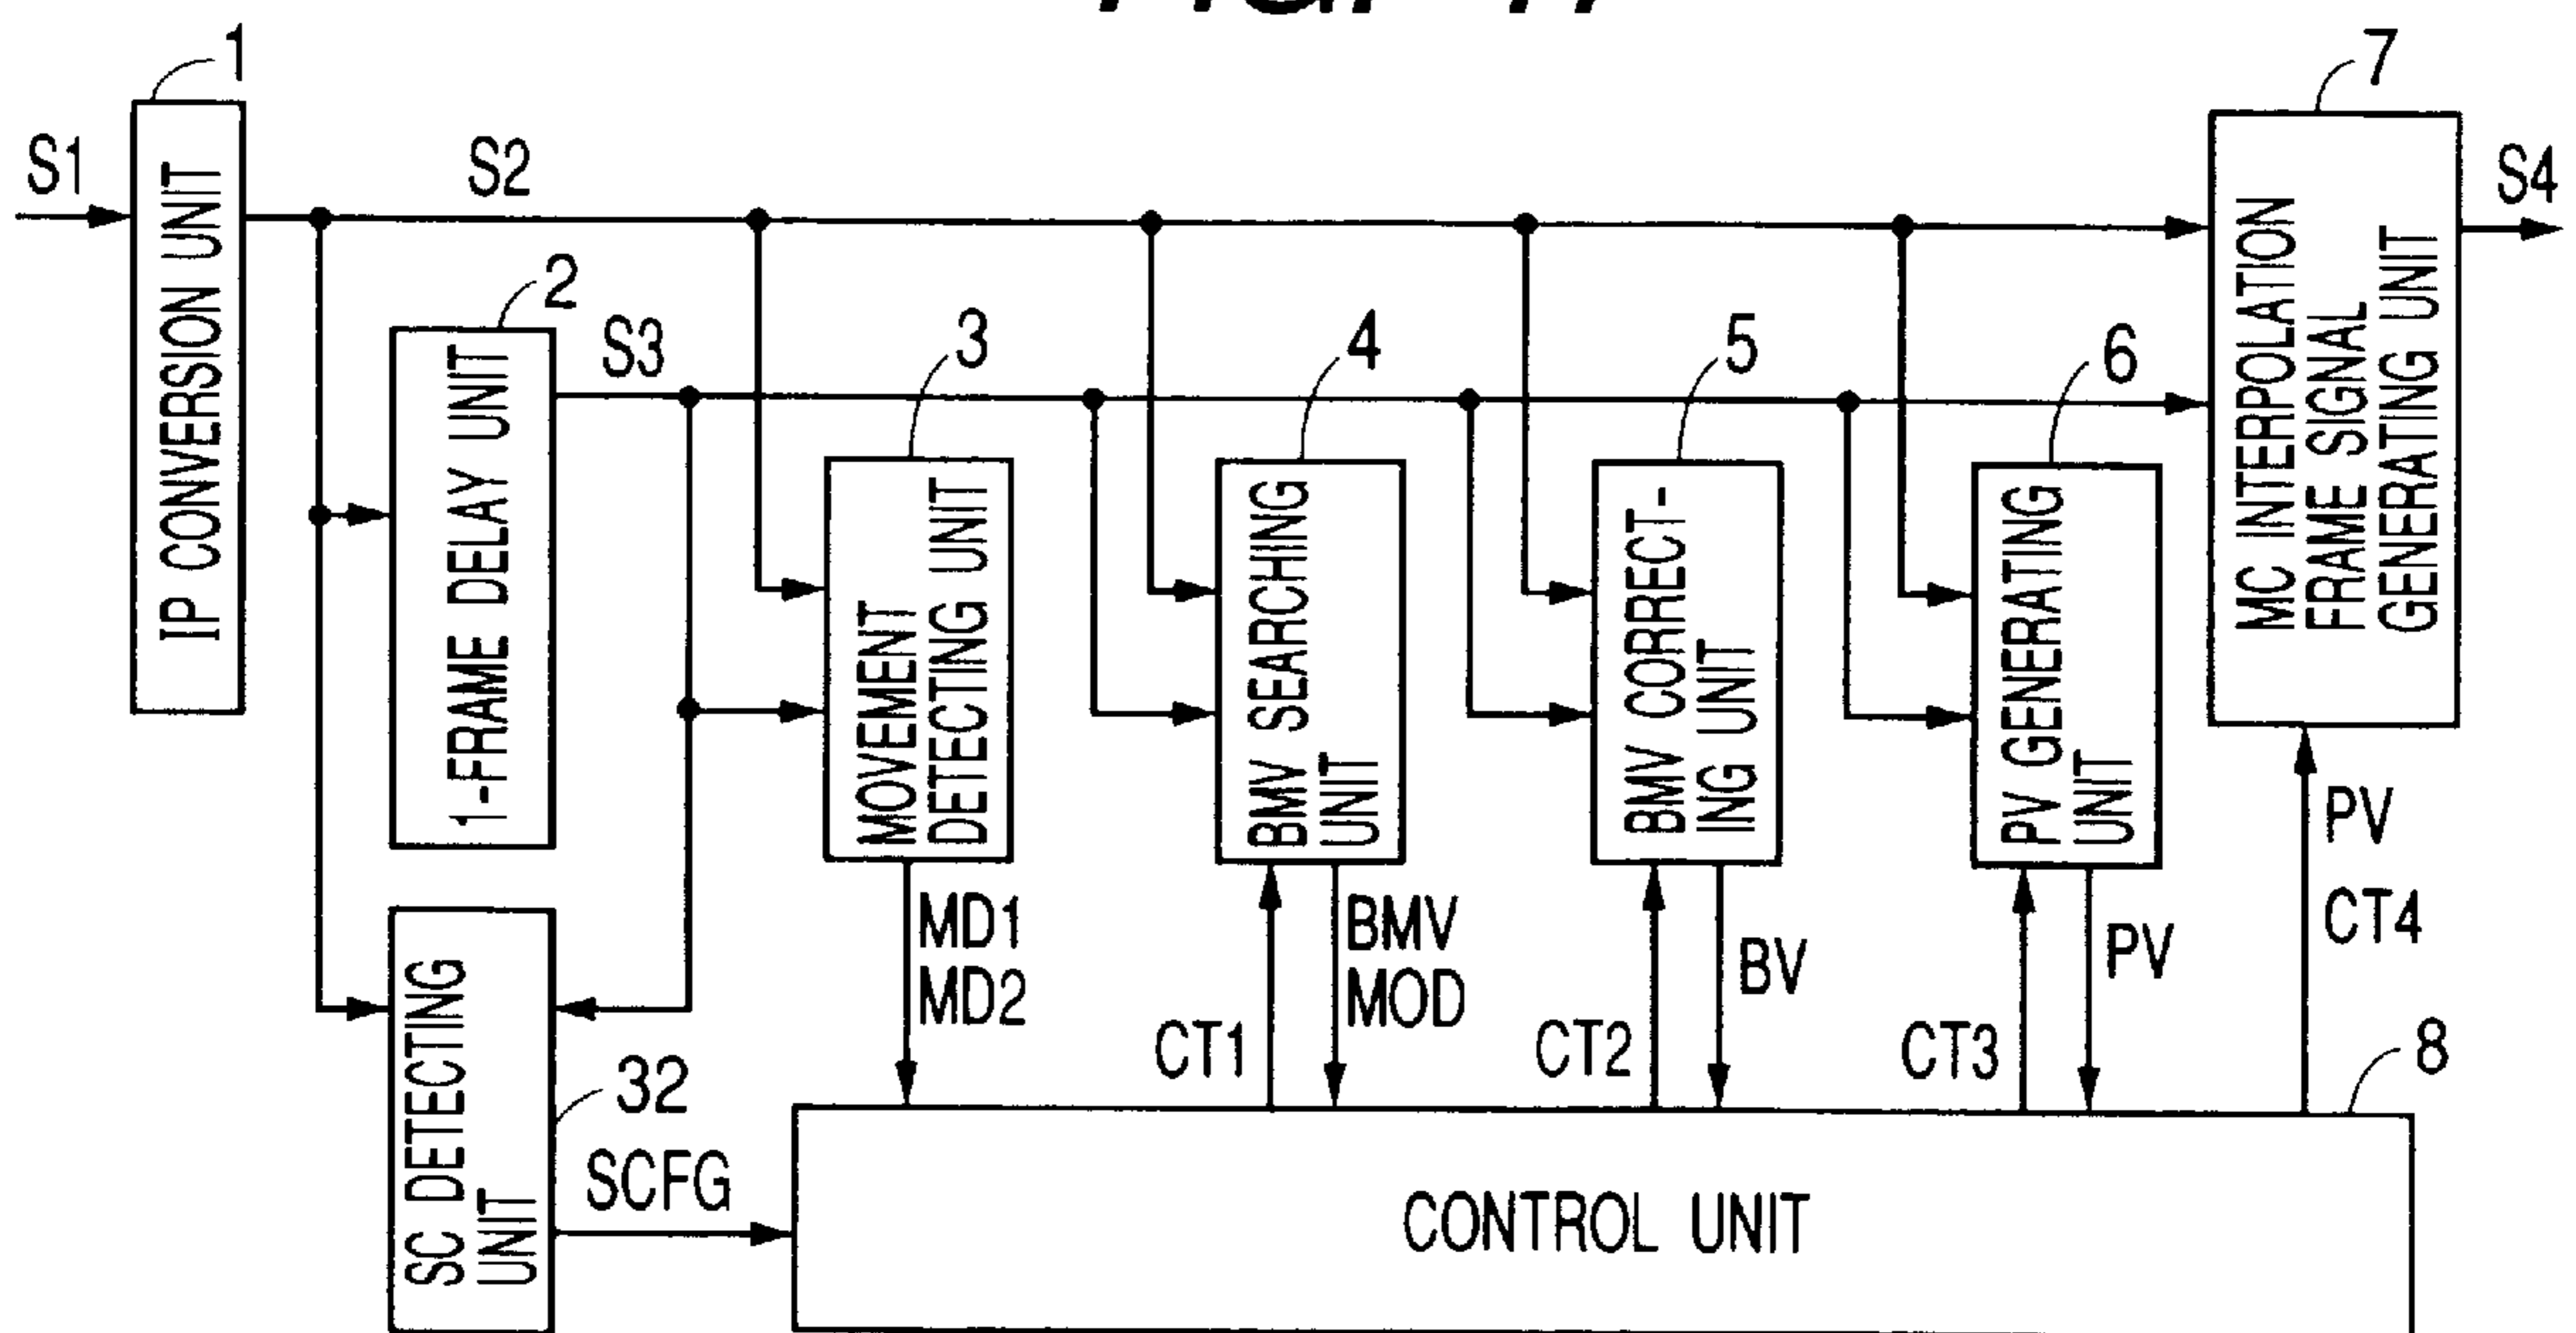 1
7
S1
IP CONVERSION UNIT
S2
MC INTERPOLATION
FRAME SIGNAL
GENERATING UNIT
S4
2
1-FRAME DELAY UNIT
S3
3
MOVEMENT
DETECTING UNIT
4
BMV SEARCHING
UNIT
5
BMV CORRECT-
ING UNIT
6
PV GENERATING
UNIT
PV
CT4
MD1
MD2
BMV
MOD
CT1
BV
CT2
PV
CT3
8
SC DETECTING
UNIT
32
SCFG
CONTROL UNIT